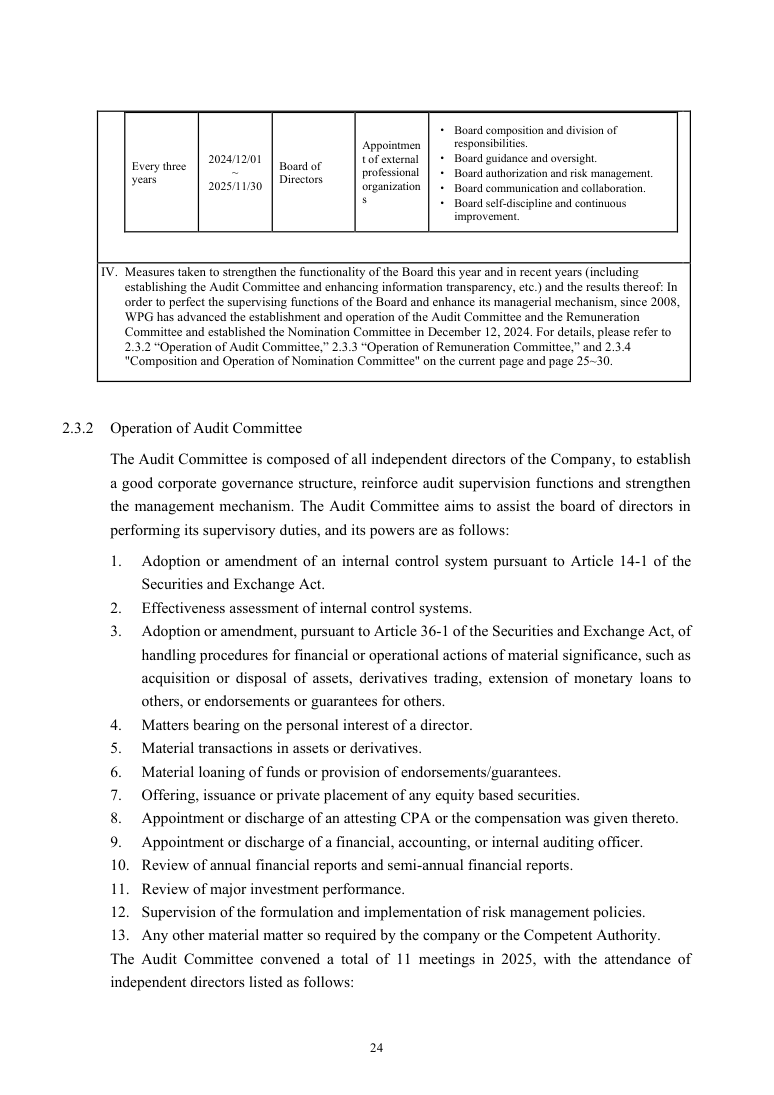 Every three
years
2024/12/01
~
2025/11/30
Board of
Directors
Appointmen
t of external
professional
organization
s
• Board composition and division of
responsibilities.
• Board guidance and oversight.
• Board authorization and risk management.
• Board communication and collaboration.
• Board self-discipline and continuous
improvement.
IV. Measures taken to strengthen the functionality of the Board this year and in recent years (including
establishing the Audit Committee and enhancing information transparency, etc.) and the results thereof: In
order to perfect the supervising functions of the Board and enhance its managerial mechanism, since 2008,
WPG has advanced the establishment and operation of the Audit Committee and the Remuneration
Committee and established the Nomination Committee in December 12, 2024. For details, please refer to
2.3.2 “Operation of Audit Committee,” 2.3.3 “Operation of Remuneration Committee,” and 2.3.4
"Composition and Operation of Nomination Committee" on the current page and page 25~30.
2.3.2 Operation of Audit Committee
The Audit Committee is composed of all independent directors of the Company, to establish
a good corporate governance structure, reinforce audit supervision functions and strengthen
the management mechanism. The Audit Committee aims to assist the board of directors in
performing its supervisory duties, and its powers are as follows:
1. Adoption or amendment of an internal control system pursuant to Article 14-1 of the
Securities and Exchange Act.
2. Effectiveness assessment of internal control systems.
3. Adoption or amendment, pursuant to Article 36-1 of the Securities and Exchange Act, of
handling procedures for financial or operational actions of material significance, such as
acquisition or disposal of assets, derivatives trading, extension of monetary loans to
others, or endorsements or guarantees for others.
4. Matters bearing on the personal interest of a director.
5. Material transactions in assets or derivatives.
6. Material loaning of funds or provision of endorsements/guarantees.
7. Offering, issuance or private placement of any equity based securities.
8. Appointment or discharge of an attesting CPA or the compensation was given thereto.
9. Appointment or discharge of a financial, accounting, or internal auditing officer.
10. Review of annual financial reports and semi-annual financial reports.
11. Review of major investment performance.
12. Supervision of the formulation and implementation of risk management policies.
13. Any other material matter so required by the company or the Competent Authority.
The Audit Committee convened a total of 11 meetings in 2025, with the attendance of
independent directors listed as follows:
24